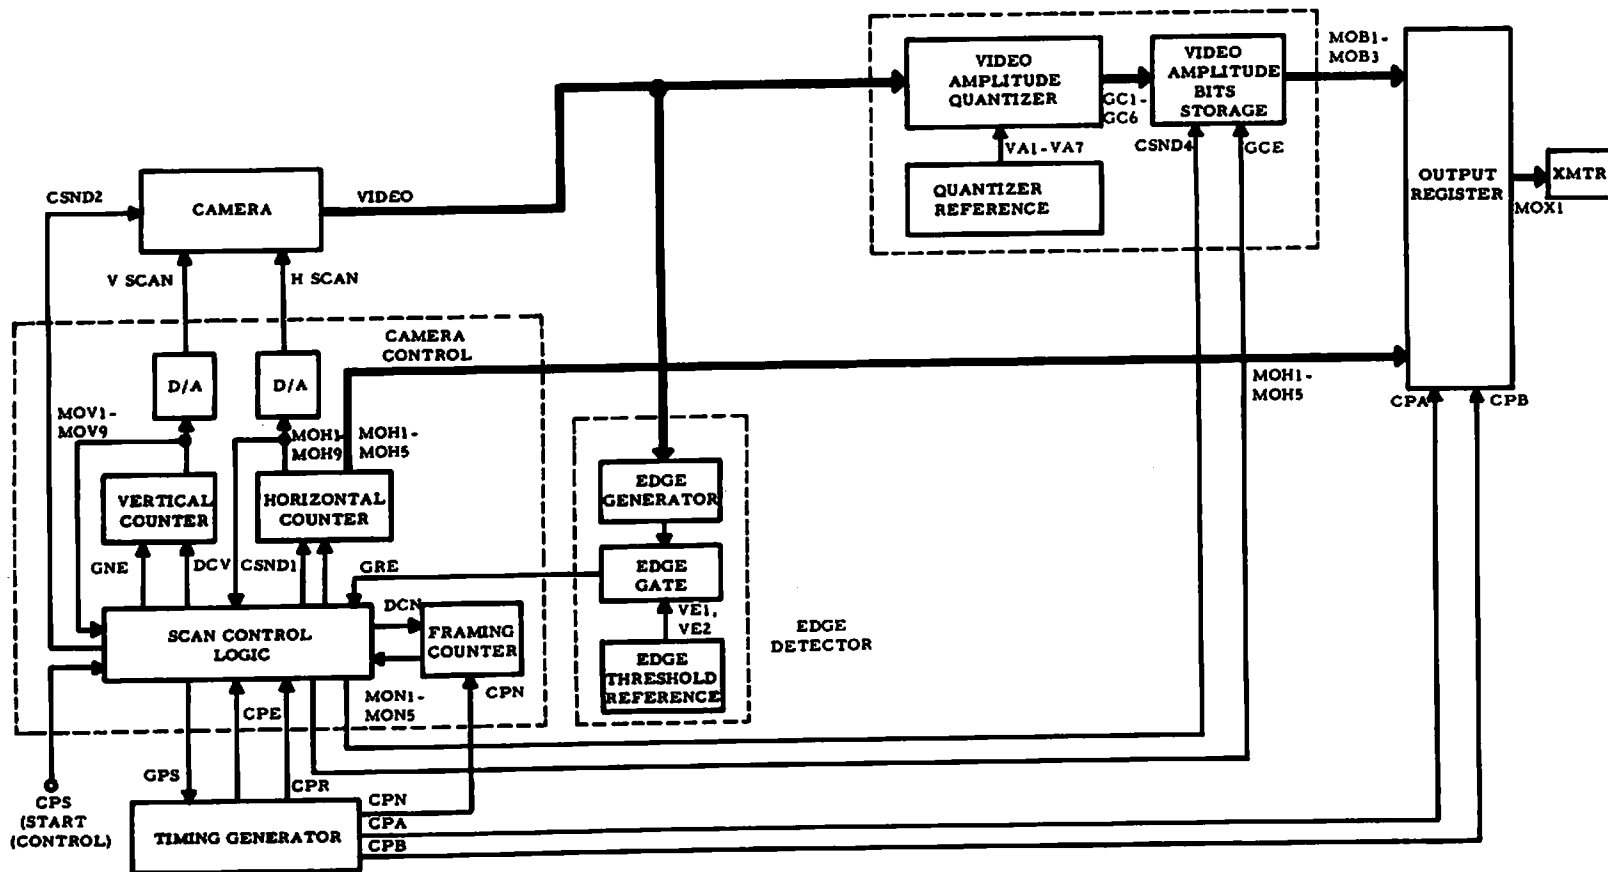 VIDEO
AMPLITUDE
QUANTIZER
GC1-
GC6
VIDEO
AMPLITUDE
BITS
STORAGE
MOB1-
MOB3
VA1-VA7
CSND4
GCE
QUANTIZER
REFERENCE
OUTPUT
REGISTER
XMTR
MOX1
CSND2
CAMERA
VIDEO
V SCAN
H SCAN
CAMERA
CONTROL
D/A
D/A
MOV1-
MOV9
MOH1-
MOH9
MOH1-
MOH5
MOH1-
MOH5
CPA
CPB
VERTICAL
COUNTER
HORIZONTAL
COUNTER
EDGE
GENERATOR
GNE
DCV
CSND1
GRE
EDGE
GATE
VE1,
VE2
EDGE
DETECTOR
SCAN CONTROL
LOGIC
DCN
FRAMING
COUNTER
EDGE
THRESHOLD
REFERENCE
MON1-
MON5
CPN
CPE
GPS
CPR
CPS
(START
(CONTROL)
TIMING GENERATOR
CPN
CPA
CPB